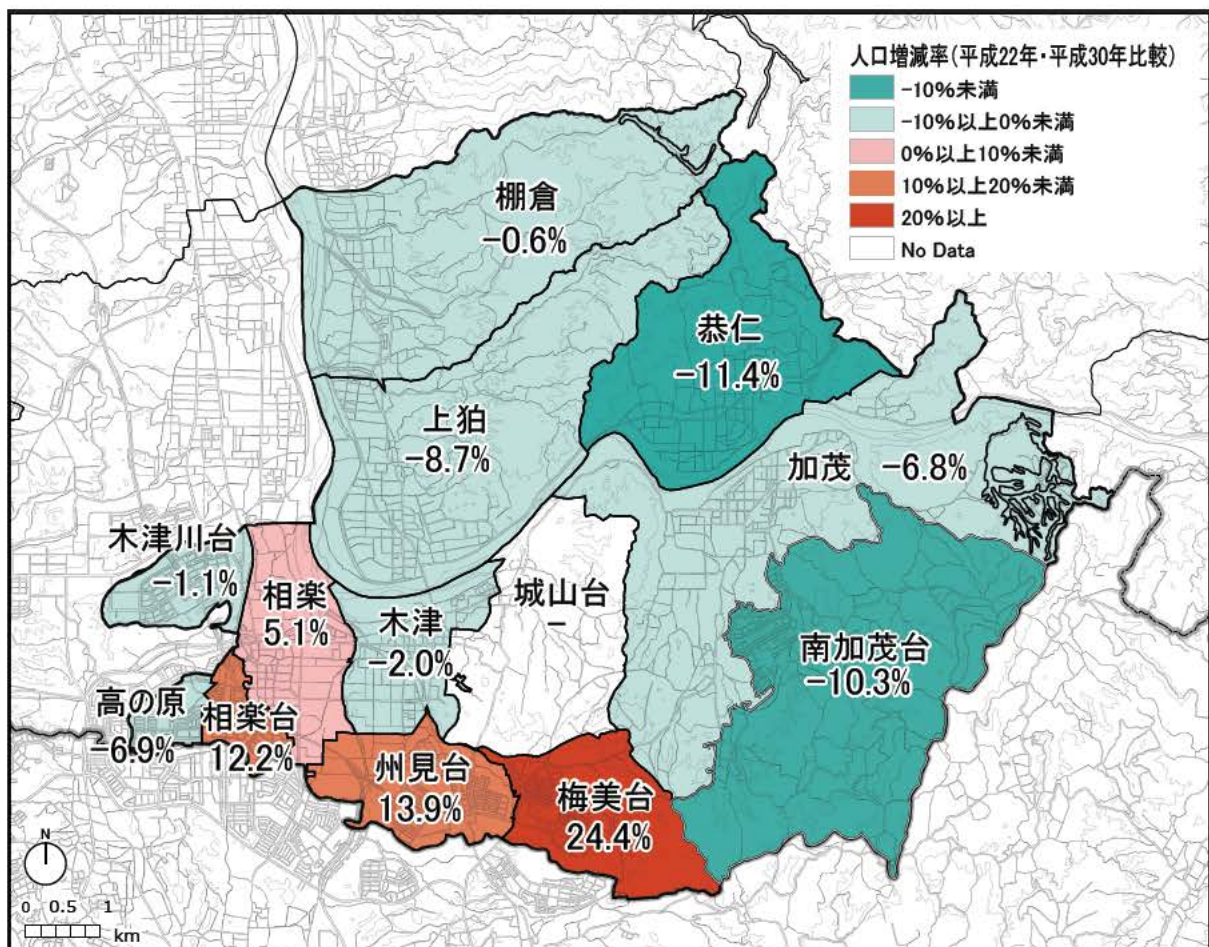 人口増減率(平成22年・平成30年比較)
-10%未満
-10%以上0%未満
0%以上10%未満
10%以上20%未満
20%以上
No Data
棚倉
-0.6%
恭仁
-11.4%
上狛
-8.7%
加茂 -6.8%
木津川台
-1.1%
相楽
5.1%
木津
-2.0%
城山台
-
南加茂台
-10.3%
高の原
-6.9%
相楽台
12.2%
州見台
13.9%
梅美台
24.4%
N
0 0.5 1
km